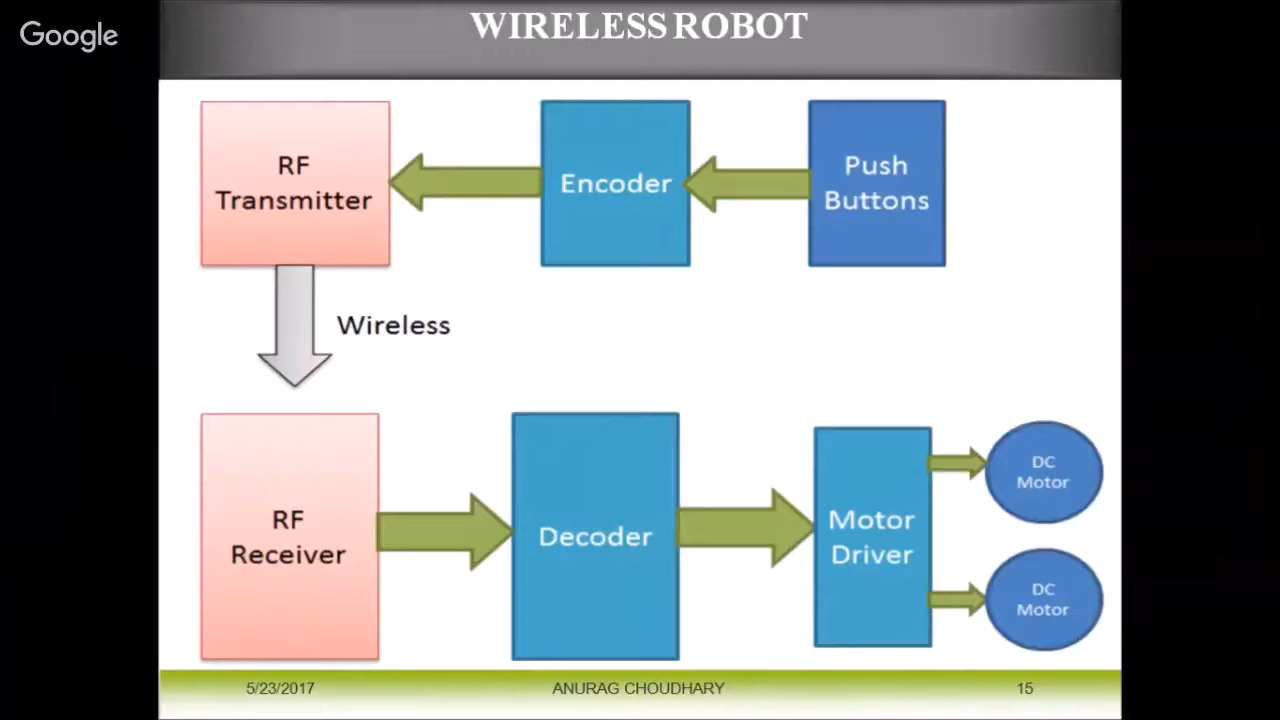 Google
WIRELESS ROBOT
RF
Transmitter
Encoder
Push
Buttons
Wireless
RF
Receiver
Decoder
Motor
Driver
DC
Motor
DC
Motor
5/23/2017
ANURAG CHOUDHARY
15